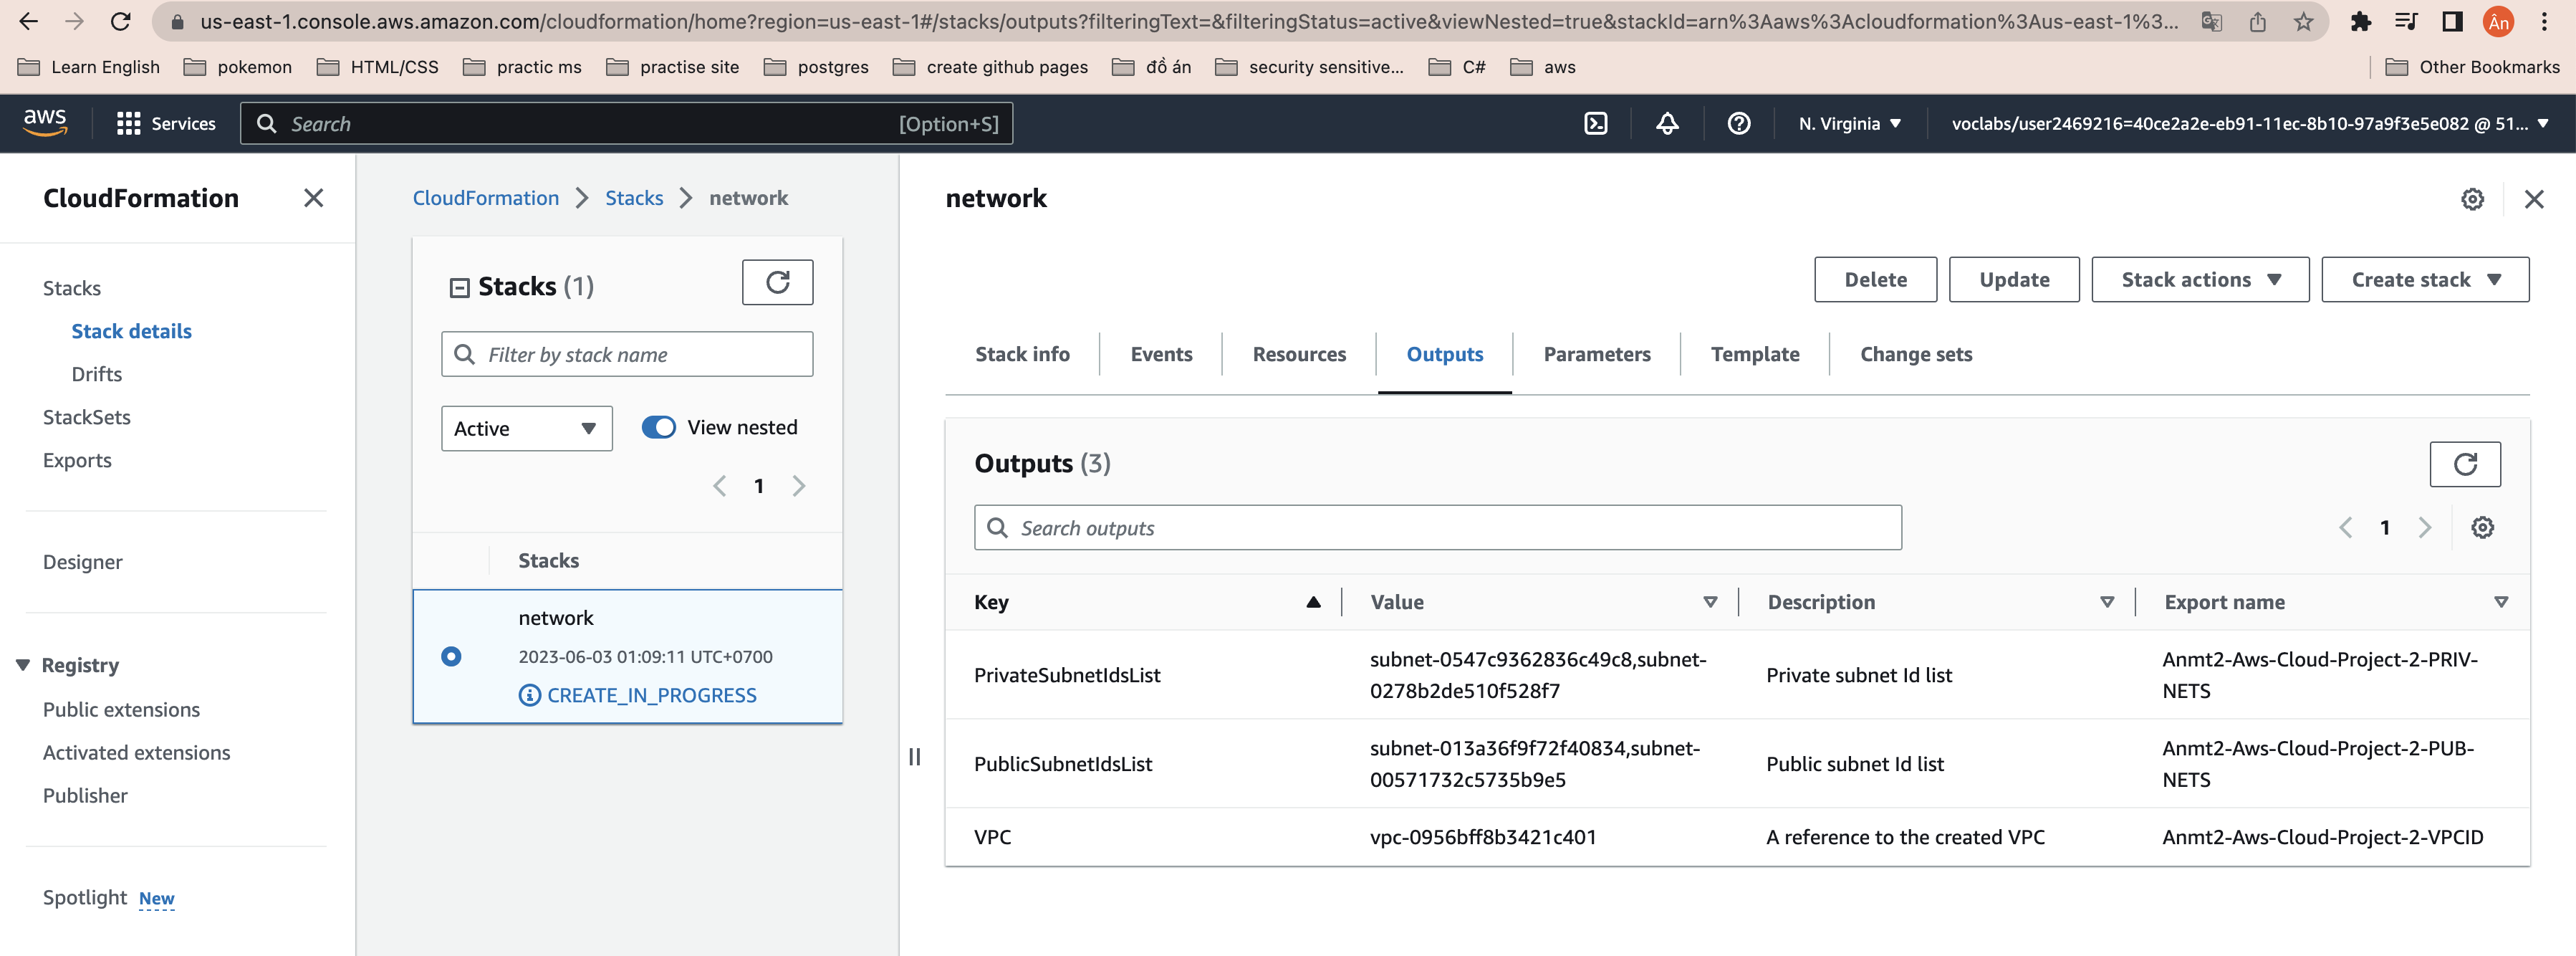 us-east-1.console.aws.amazon.com/cloudformation/home?region=us-east-1#/stacks/outputs?filteringText=&filteringStatus=active&viewNested=true&stackId=arn%3Aaws%3Acloudformation%3Aus-east-1%3...
Ân
Learn English
pokemon
HTML/CSS
practic ms
practise site
postgres
create github pages
đồ án
security sensitive...
C#
aws
Other Bookmarks
aws
Services
Search
[Option+S]
N. Virginia
voclabs/user2469216=40ce2a2e-eb91-11ec-8b10-97a9f3e5e082 @ 51...
CloudFormation
Stacks
Stack details
Drifts
StackSets
Exports
Designer
Registry
Public extensions
Activated extensions
Publisher
Spotlight New
CloudFormation
Stacks
network
Stacks (1)
Filter by stack name
Active
View nested
1
Stacks
network
2023-06-03 01:09:11 UTC+0700
CREATE_IN_PROGRESS
network
Delete
Update
Stack actions
Create stack
Stack info
Events
Resources
Outputs
Parameters
Template
Change sets
Outputs (3)
Search outputs
1
Key
Value
Description
Export name
PrivateSubnetIdsList
subnet-0547c9362836c49c8,subnet-
0278b2de510f528f7
Private subnet Id list
Anmt2-Aws-Cloud-Project-2-PRIV-
NETS
PublicSubnetIdsList
subnet-013a36f9f72f40834,subnet-
00571732c5735b9e5
Public subnet Id list
Anmt2-Aws-Cloud-Project-2-PUB-
NETS
VPC
vpc-0956bff8b3421c401
A reference to the created VPC
Anmt2-Aws-Cloud-Project-2-VPCID